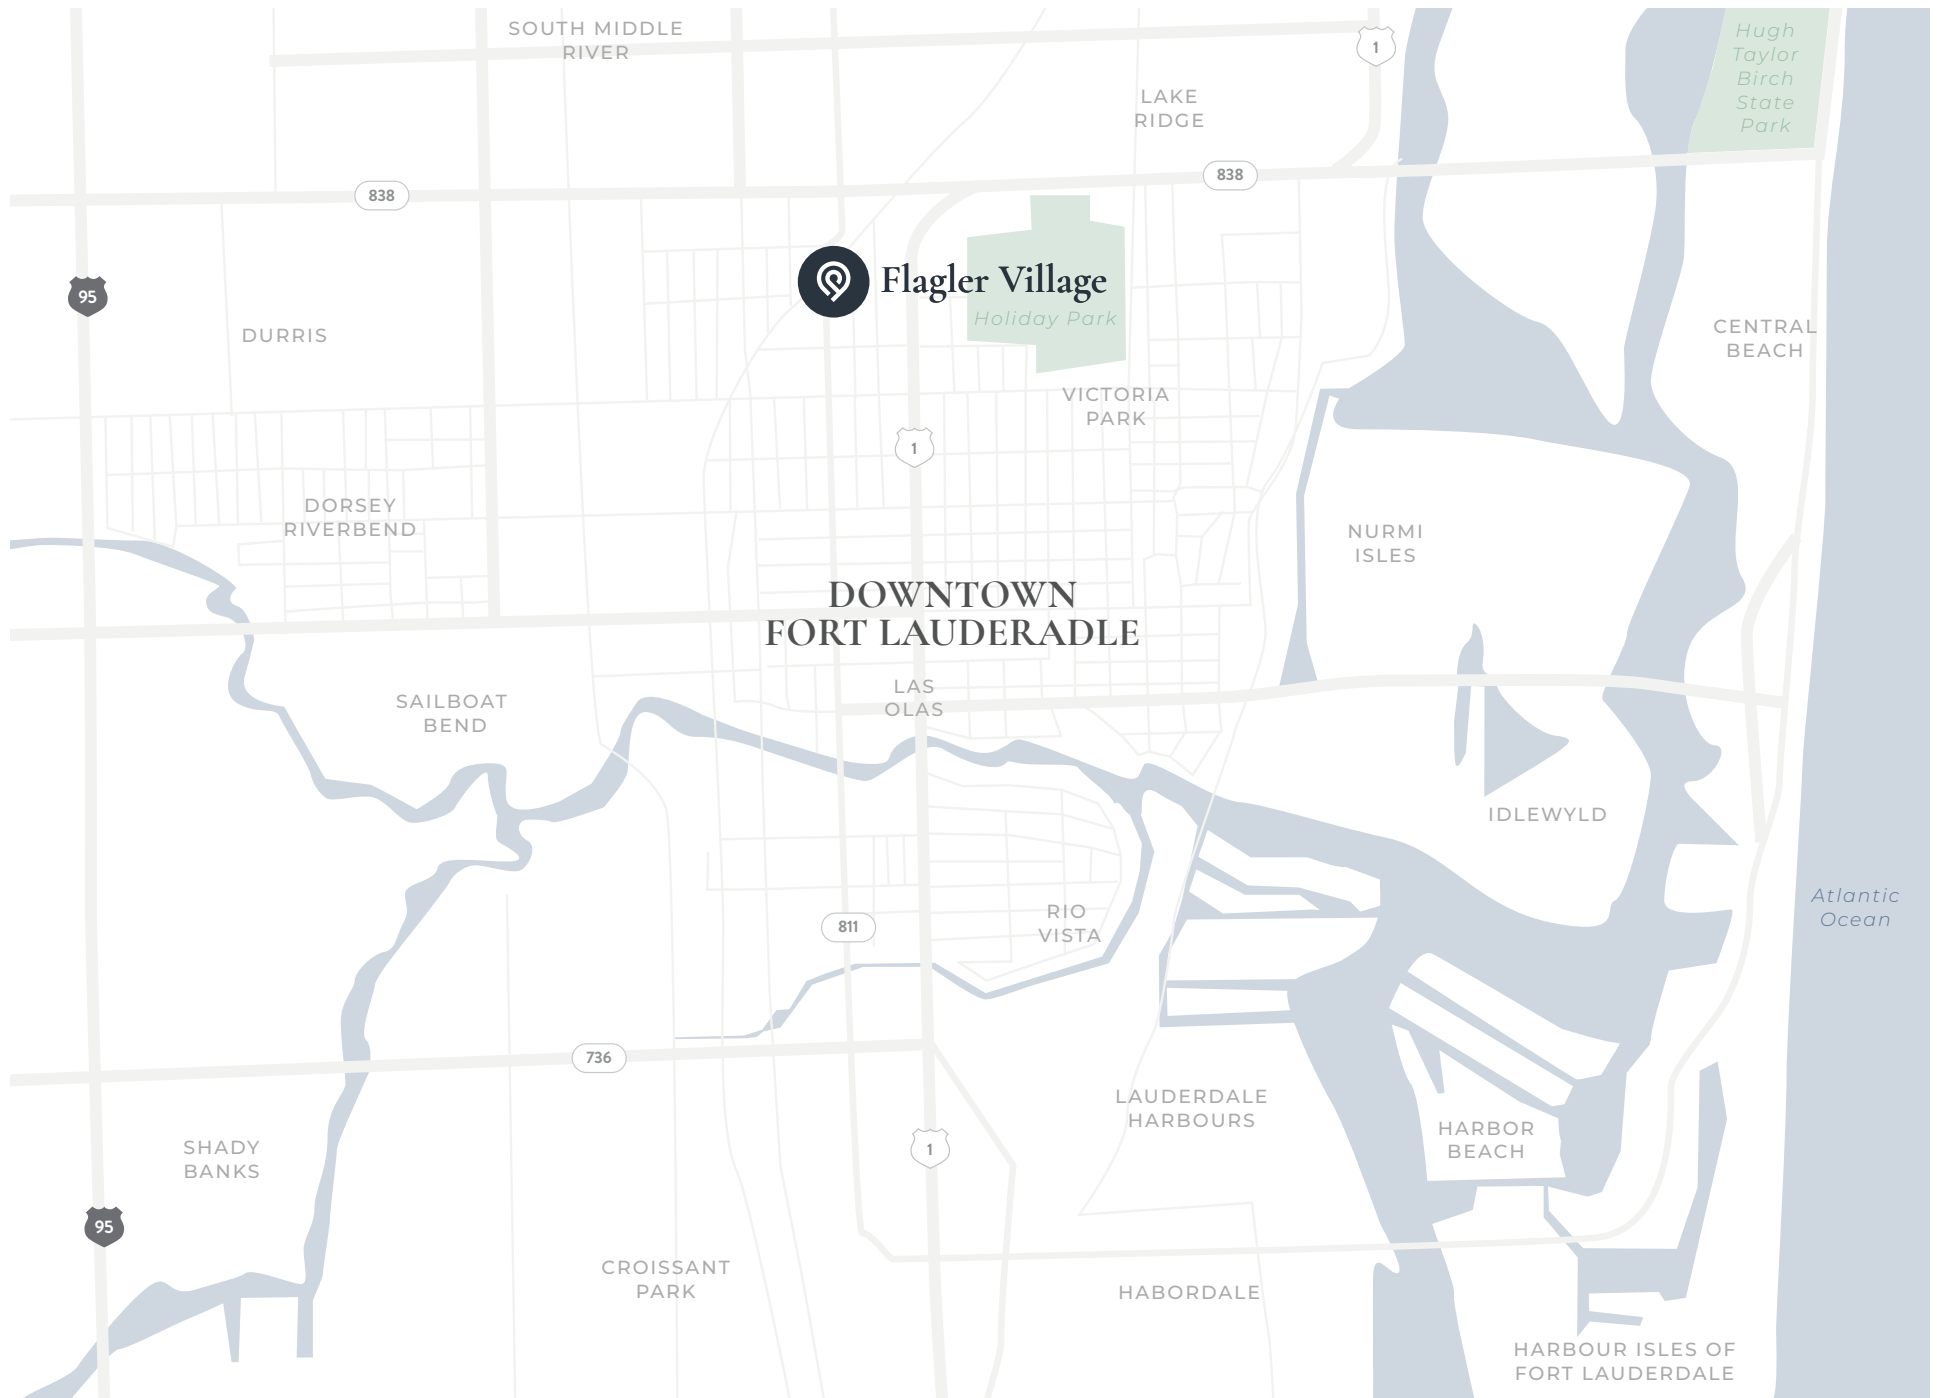 SOUTH MIDDLE
RIVER
1
Hugh
Taylor
Birch
State
Park
LAKE
RIDGE
838
838
95
Flagler Village
Holiday Park
DURRIS
CENTRAL
BEACH
VICTORIA
PARK
1
DORSEY
RIVERBEND
NURMI
ISLES
DOWNTOWN
FORT LAUDERADLE
SAILBOAT
BEND
LAS
OLAS
IDLEWYLD
Atlantic
Ocean
811
RIO
VISTA
736
LAUDERDALE
HARBOURS
HARBOR
BEACH
SHADY
BANKS
1
95
CROISSANT
PARK
HABORDALE
HARBOUR ISLES OF
FORT LAUDERDALE